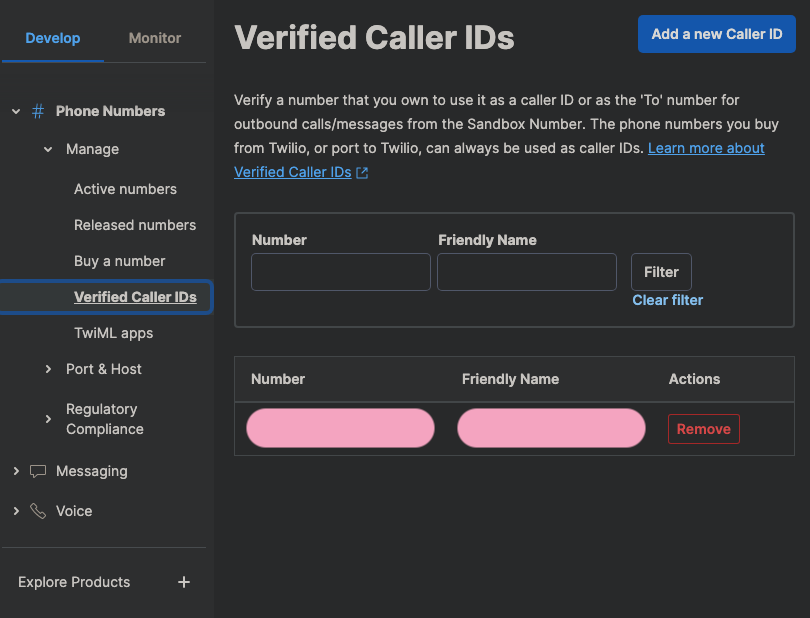 Develop
Monitor
# Phone Numbers
Manage
Active numbers
Released numbers
Buy a number
Verified Caller IDs
TwiML apps
Port & Host
Regulatory
Compliance
Messaging
Voice
Explore Products +
Verified Caller IDs
Add a new Caller ID
Verify a number that you own to use it as a caller ID or as the 'To' number for
outbound calls/messages from the Sandbox Number. The phone numbers you buy
from Twilio, or port to Twilio, can always be used as caller IDs. Learn more about
Verified Caller IDs
Number Friendly Name
Filter
Clear filter
Number Friendly Name Actions
Remove